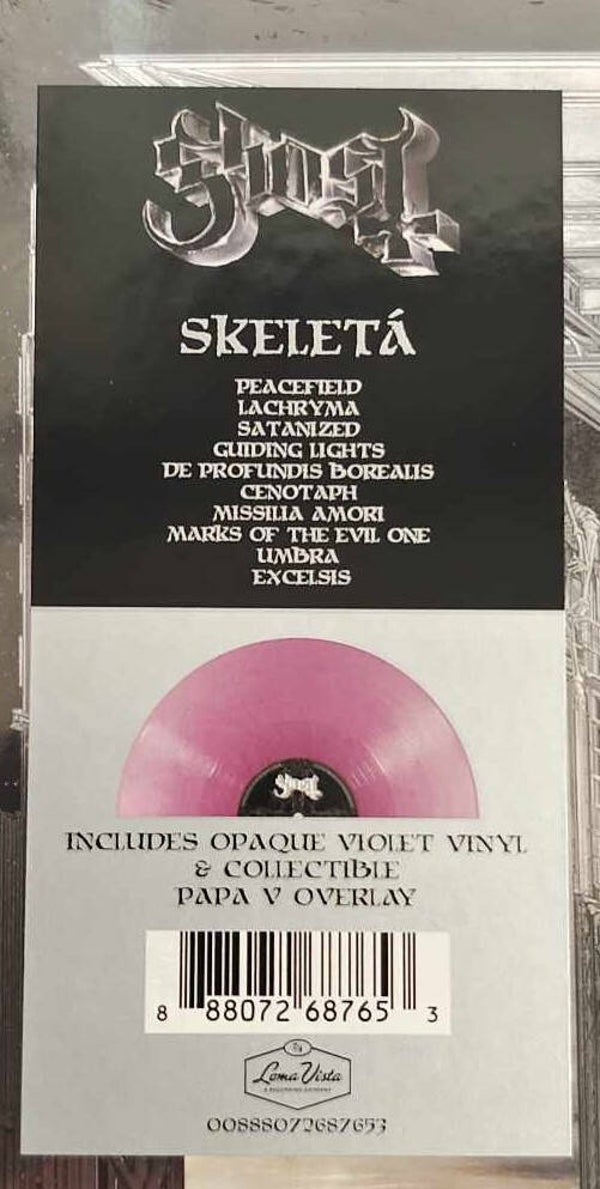 Ghost
SKELETÁ
PEACEFIELD
LACHRYMA
SATANIZED
GUIDING LIGHTS
DE PROFUNDIS BOREALIS
CENOTAPH
MISSILIA AMORI
MARKS OF THE EVIL ONE
UMBRA
EXCELSIS
Ghost
INCLUDES OPAQUE VIOLET VINYL
& COLLECTIBLE
PAPA V OVERLAY
8 88072 68765 3
Loma Vista
00888072687653